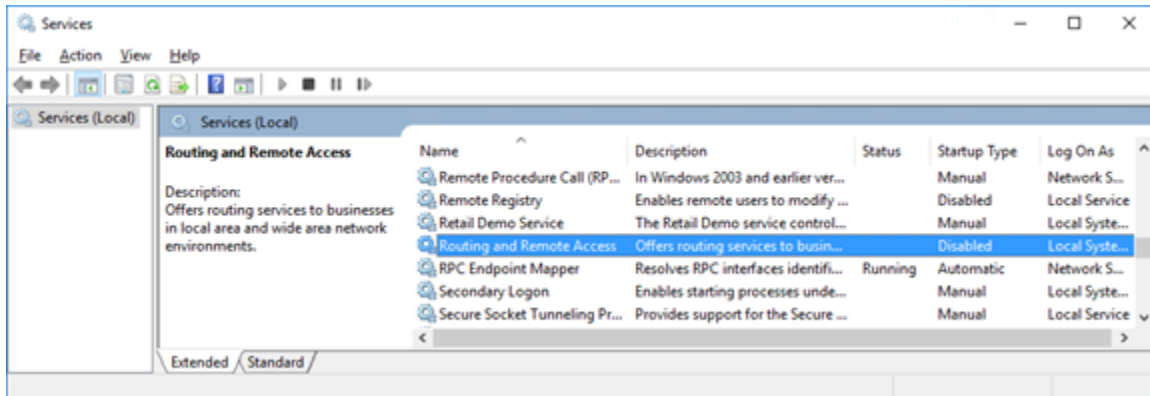 Services
File Action View Help
Services (Local)
Services (Local)
Routing and Remote Access
Description:
Offers routing services to businesses
in local area and wide area network
environments.
Name Description Status Startup Type Log On As
Remote Procedure Call (RP... In Windows 2003 and earlier ver... Manual Network S...
Remote Registry Enables remote users to modify ... Disabled Local Service
Retail Demo Service The Retail Demo service control... Manual Local Syste...
Routing and Remote Access Offers routing services to busin... Disabled Local Syste...
RPC Endpoint Mapper Resolves RPC interfaces identifi... Running Automatic Network S...
Secondary Logon Enables starting processes unde... Manual Local Syste...
Secure Socket Tunneling Pr... Provides support for the Secure ... Manual Local Service
Extended Standard